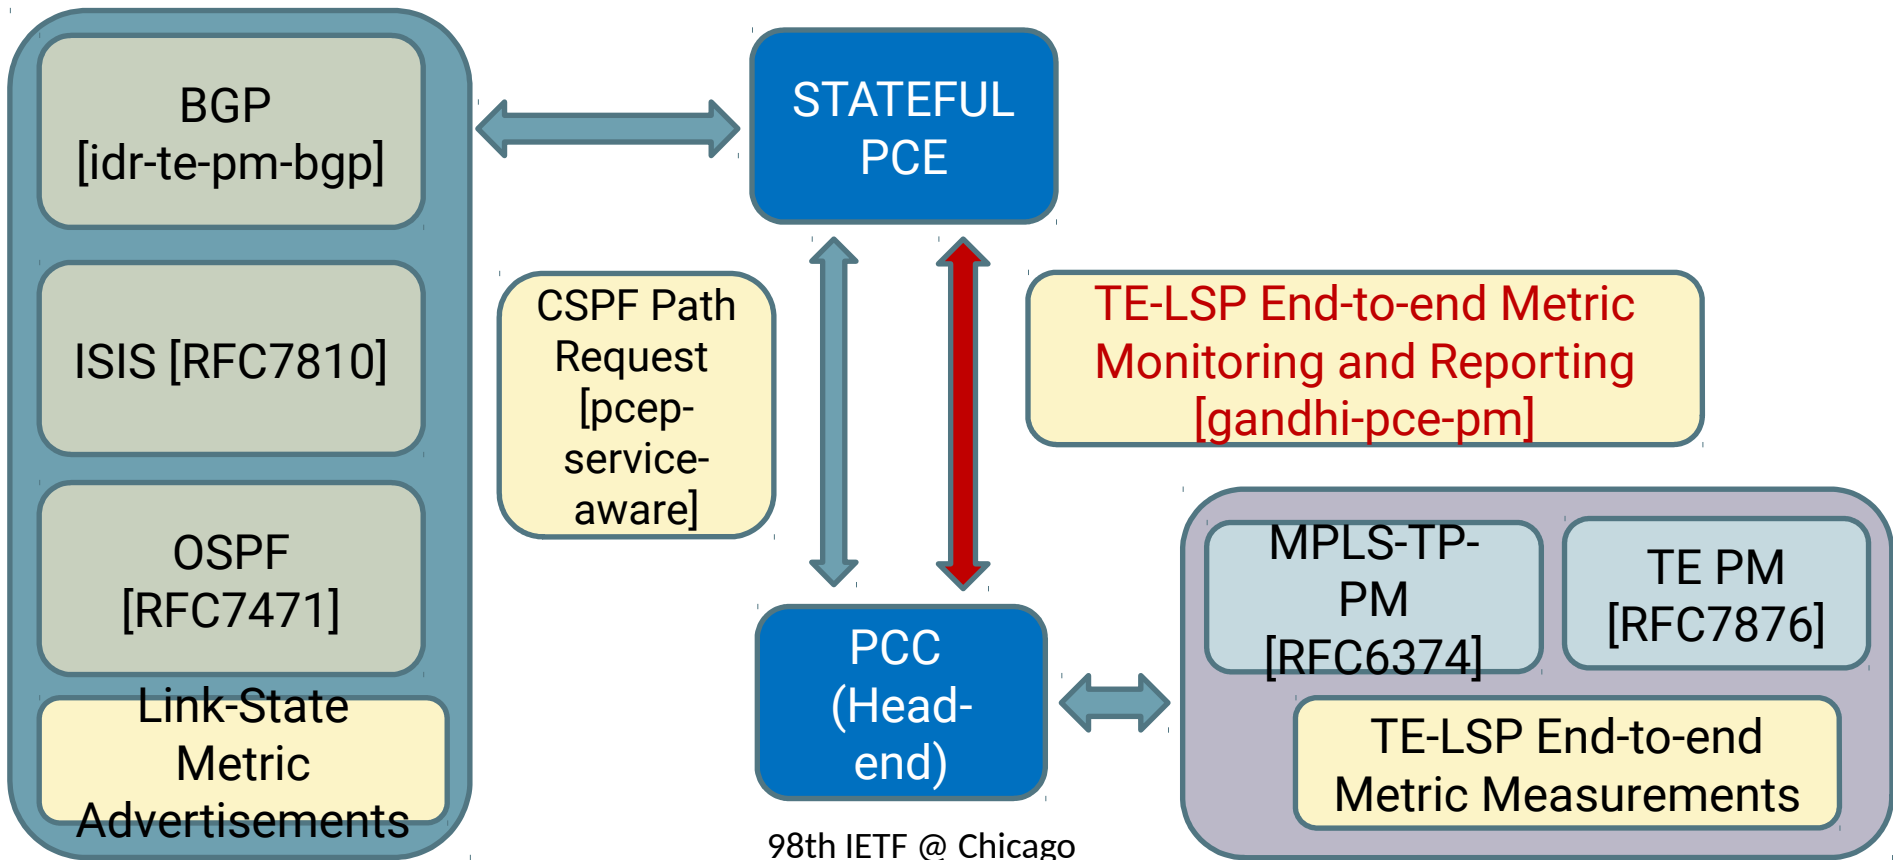 BGP
[idr-te-pm-bgp]
ISIS [RFC7810]
OSPF
[RFC7471]
Link-State
Metric
Advertisements
STATEFUL
PCE
CSPF Path
Request
[pcep-
service-
aware]
TE-LSP End-to-end Metric
Monitoring and Reporting
[gandhi-pce-pm]
PCC
(Head-
end)
MPLS-TP-
PM
[RFC6374]
TE PM
[RFC7876]
TE-LSP End-to-end
Metric Measurements
98th IETF @ Chicago